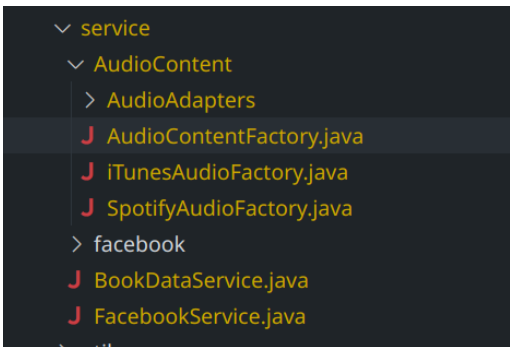 service
AudioContent
AudioAdapters
AudioContentFactory.java
iTunesAudioFactory.java
SpotifyAudioFactory.java
facebook
BookDataService.java
FacebookService.java